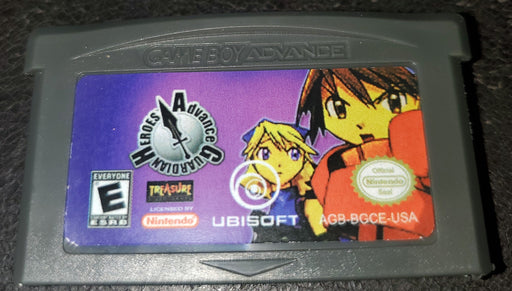 GAME BOY ADVANCE
Advance
GUARDIAN
HEROES
EVERYONE
E
ESRB
TREASURE
LICENSED BY
Nintendo
UBISOFT
Official
Nintendo
Seal
AGB-BGCE-USA